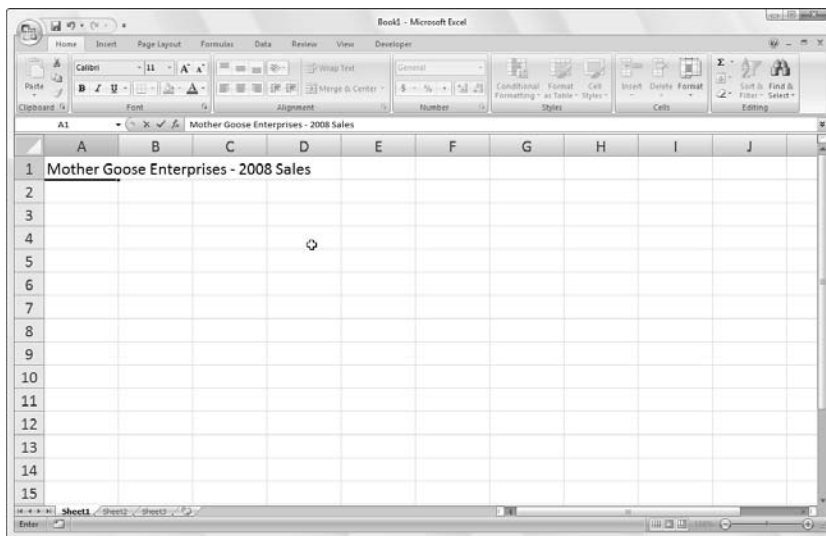 Book1 - Microsoft Excel
Home Insert Page Layout Formulas Data Review View Developer
Calibri 11 A A Wrap Text General Σ
Paste B I U A Merge & Center $ % , Conditional Formatting Format as Table Cell Styles Insert Delete Format Sort & Filter Find & Select
Clipboard Font Alignment Number Styles Cells Editing
A1 fx Mother Goose Enterprises - 2008 Sales
A B C D E F G H I J
1 Mother Goose Enterprises - 2008 Sales
2
3
4
5
6
7
8
9
10
11
12
13
14
15
Sheet1 Sheet2 Sheet3
Enter 100%